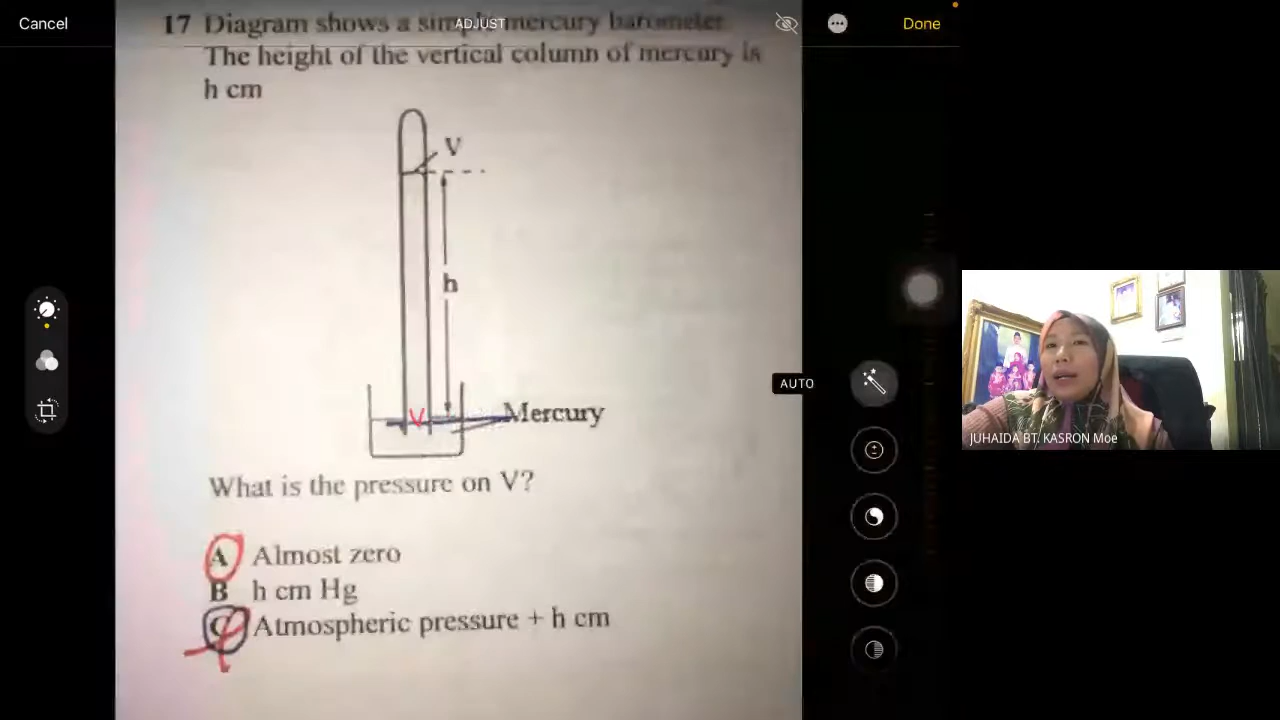 Cancel
ADJUST
Done
17 Diagram shows a simple mercury barometer
The height of the vertical column of mercury is
h cm
V
h
V
Mercury
AUTO
What is the pressure on V?
A Almost zero
B h cm Hg
C Atmospheric pressure + h cm
JUHAIDA BT. KASRON Moe